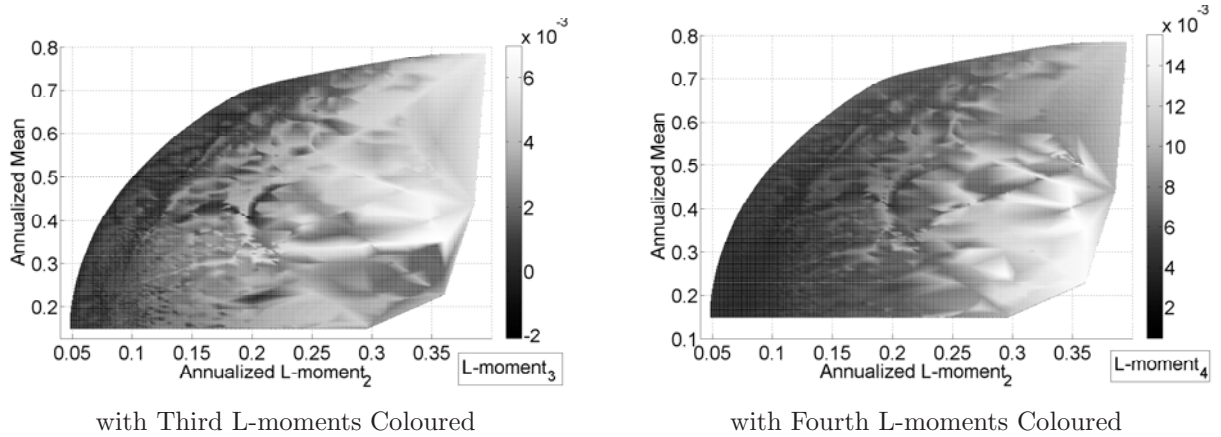 x 10⁻³
0.8
0.7
0.6
0.5
0.4
0.3
0.2
Annualized Mean
0.05 0.1 0.15 0.2 0.25 0.3 0.35
Annualized L-moment₂
6
4
2
0
-2
L-moment₃
with Third L-moments Coloured
x 10⁻³
0.8
0.7
0.6
0.5
0.4
0.3
0.2
0.1
Annualized Mean
0.05 0.1 0.15 0.2 0.25 0.3 0.35
Annualized L-moment₂
14
12
10
8
6
4
2
L-moment₄
with Fourth L-moments Coloured